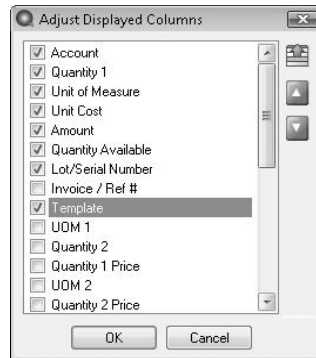 Adjust Displayed Columns
Account
Quantity 1
Unit of Measure
Unit Cost
Amount
Quantity Available
Lot/Serial Number
Invoice / Ref #
Template
UOM 1
Quantity 2
Quantity 1 Price
UOM 2
Quantity 2 Price
OK Cancel